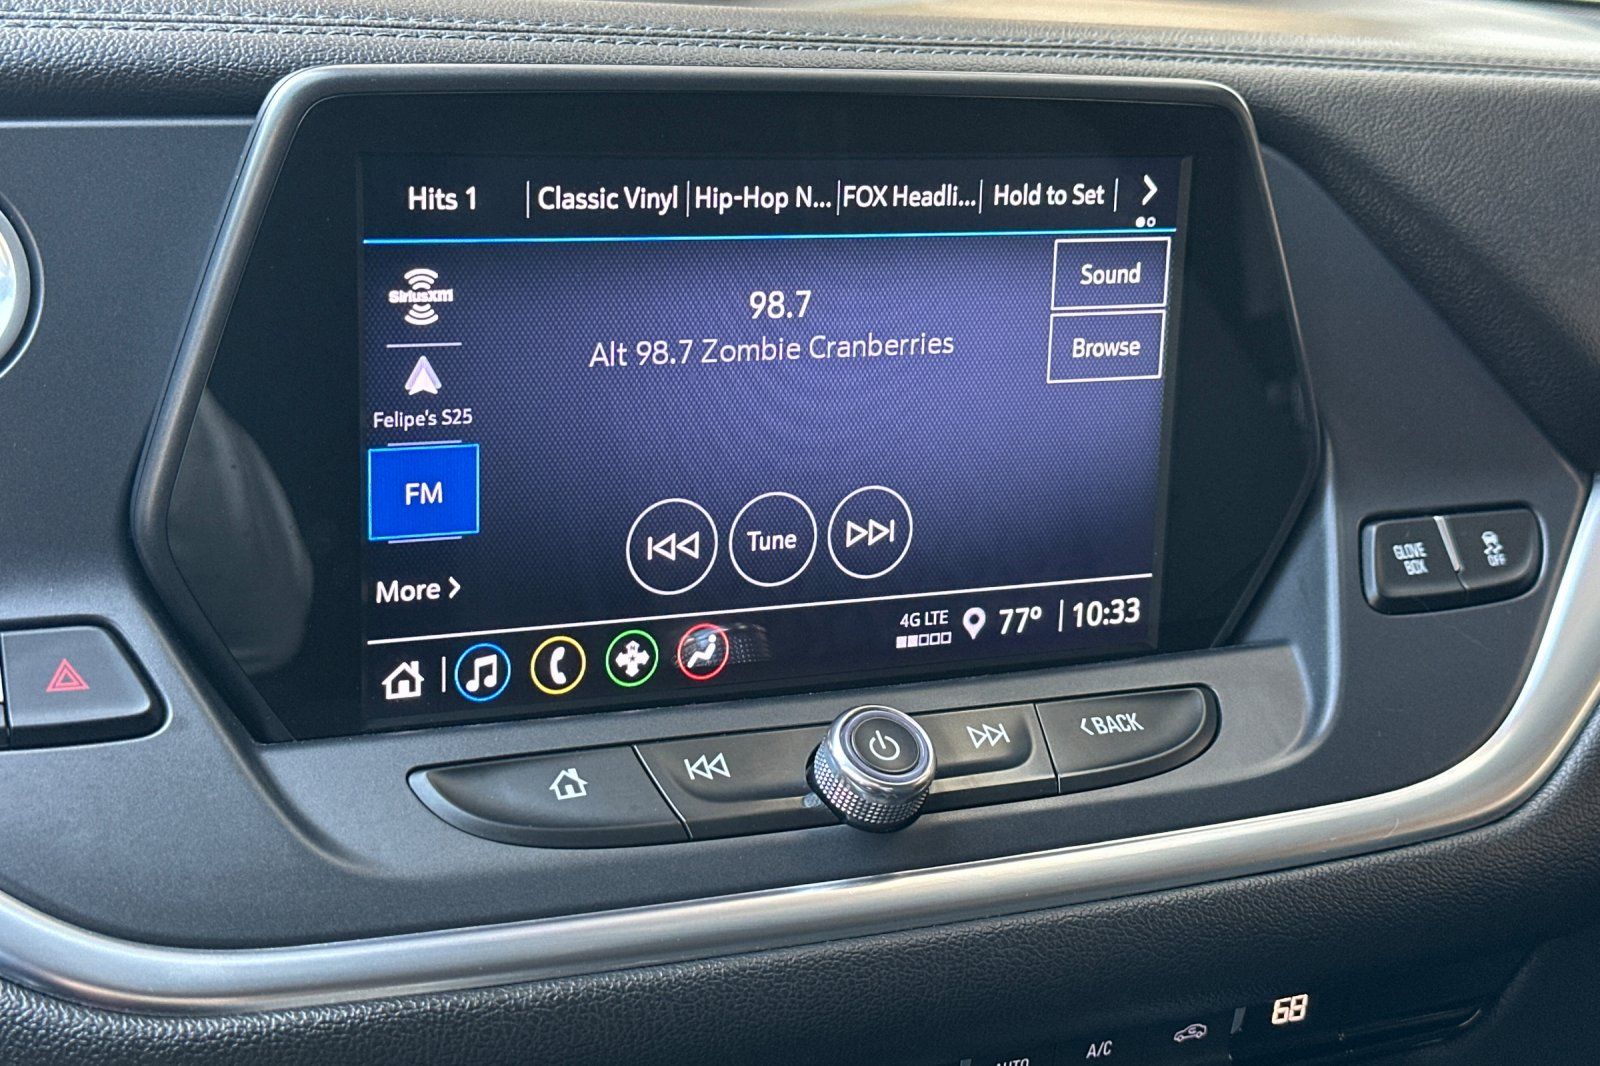 Hits 1 | Classic Vinyl | Hip-Hop N... | FOX Headli... | Hold to Set |
SiriusXM
Sound
98.7
Alt 98.7 Zombie Cranberries
Browse
Felipe's S25
FM
Tune
More
4G LTE
77° | 10:33
GLOVE BOX
OFF
BACK
68
A/C
AUTO